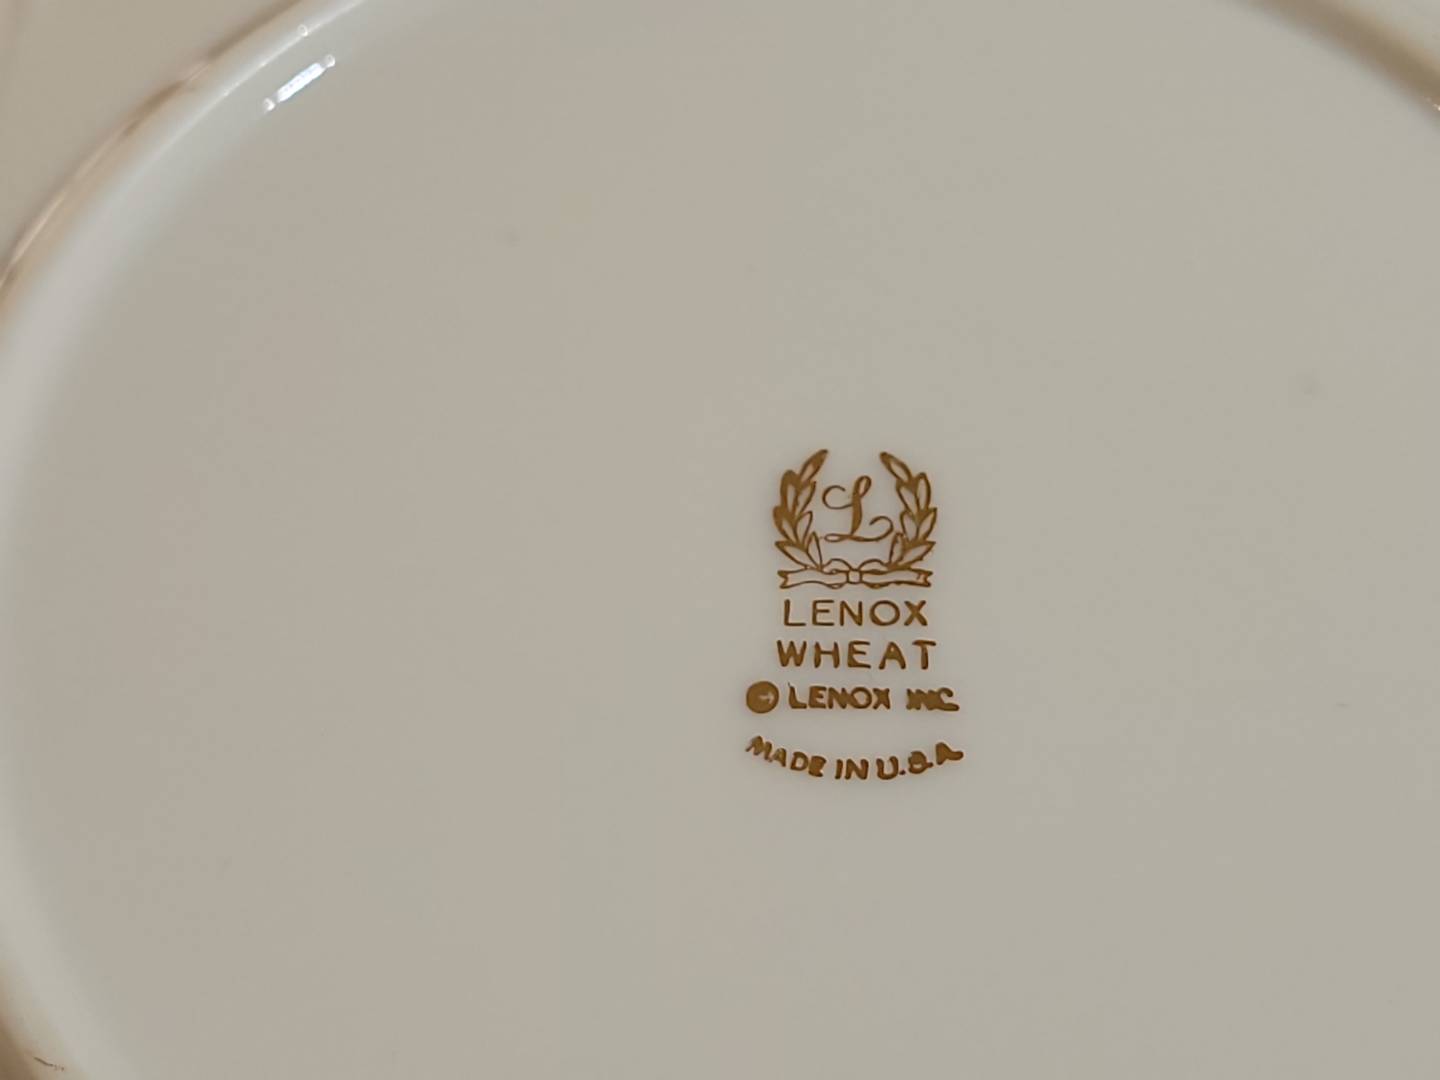 L
LENOX
WHEAT
© LENOX INC
MADE IN U.S.A.